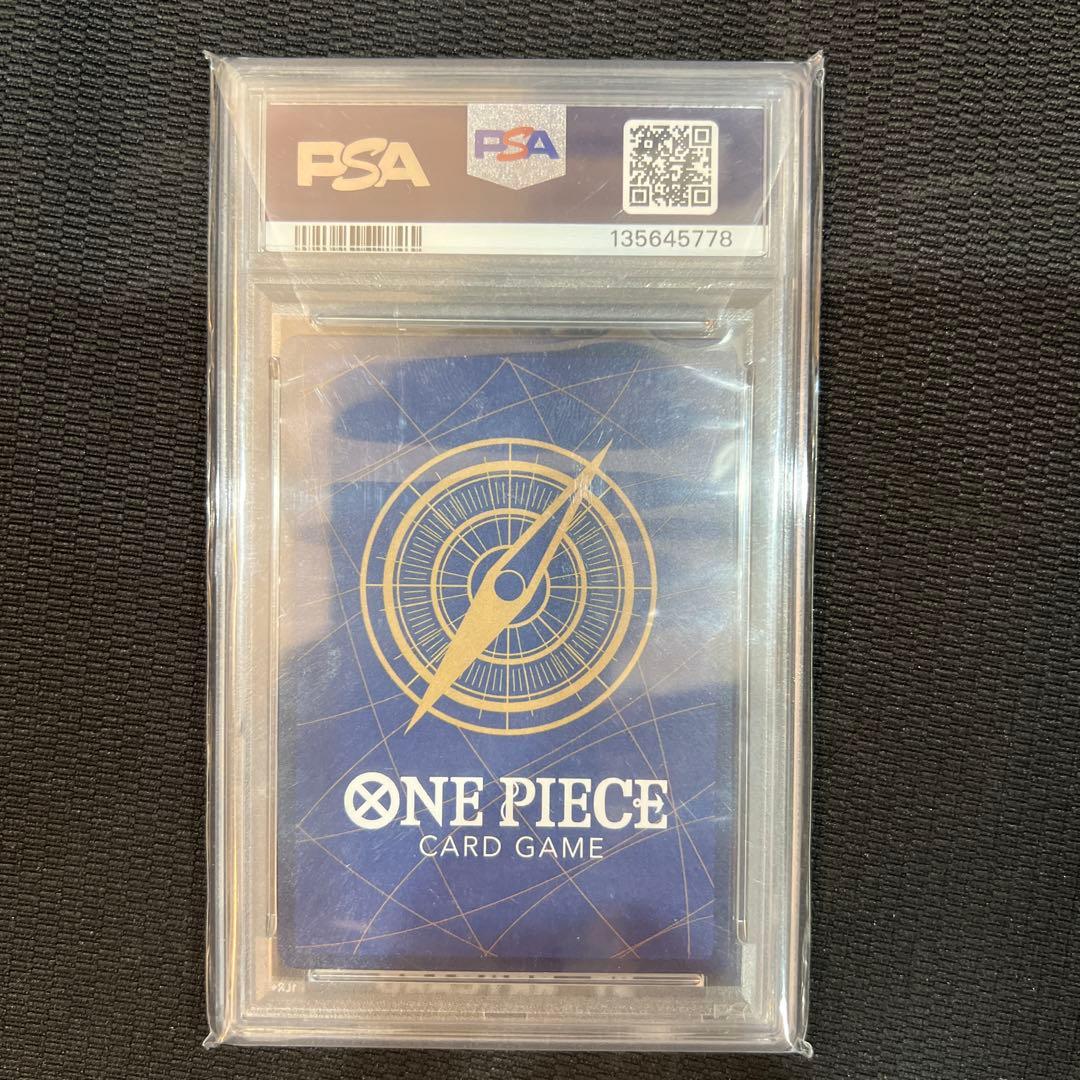 PSA
PSA
135645778
ONE PIECE
CARD GAME